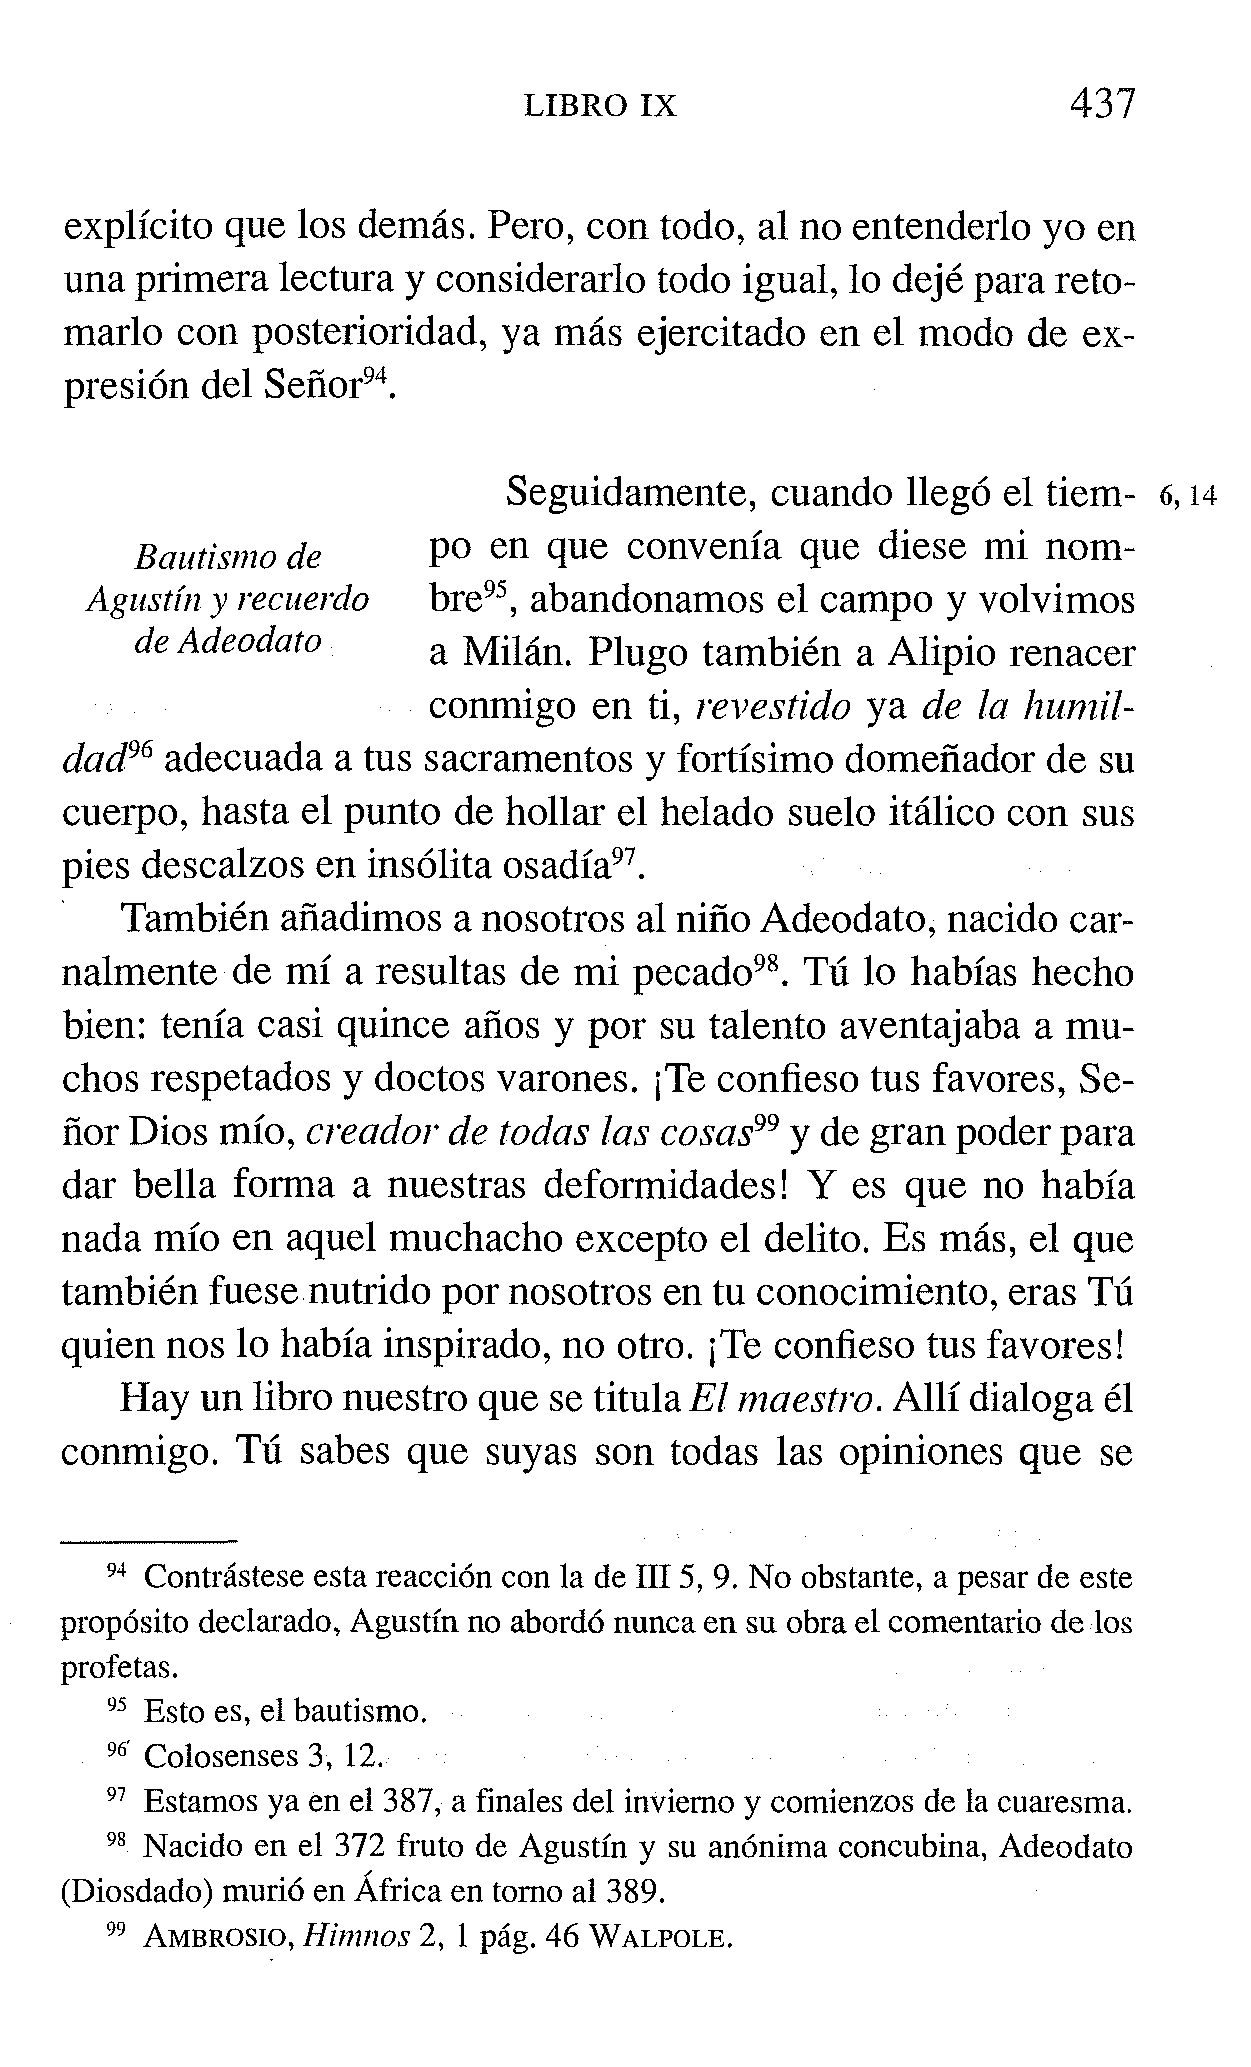 LIBRO IX 437
explícito que los demás. Pero, con todo, al no entenderlo yo en
una primera lectura y considerarlo todo igual, lo dejé para reto-
marlo con posterioridad, ya más ejercitado en el modo de ex-
presión del Señor⁹⁴.
Bautismo de
Agustín y recuerdo
de Adeodato
Seguidamente, cuando llegó el tiem- 6, 14
po en que convenía que diese mi nom-
bre⁹⁵, abandonamos el campo y volvimos
a Milán. Plugo también a Alipio renacer
conmigo en ti, revestido ya de la humil-
dad⁹⁶ adecuada a tus sacramentos y fortísimo domeñador de su
cuerpo, hasta el punto de hollar el helado suelo itálico con sus
pies descalzos en insólita osadía⁹⁷.
También añadimos a nosotros al niño Adeodato, nacido car-
nalmente de mí a resultas de mi pecado⁹⁸. Tú lo habías hecho
bien: tenía casi quince años y por su talento aventajaba a mu-
chos respetados y doctos varones. ¡Te confieso tus favores, Se-
ñor Dios mío, creador de todas las cosas⁹⁹ y de gran poder para
dar bella forma a nuestras deformidades! Y es que no había
nada mío en aquel muchacho excepto el delito. Es más, el que
también fuese nutrido por nosotros en tu conocimiento, eras Tú
quien nos lo había inspirado, no otro. ¡Te confieso tus favores!
Hay un libro nuestro que se titula El maestro. Allí dialoga él
conmigo. Tú sabes que suyas son todas las opiniones que se
⁹⁴ Contrástese esta reacción con la de III 5, 9. No obstante, a pesar de este
propósito declarado, Agustín no abordó nunca en su obra el comentario de los
profetas.
⁹⁵ Esto es, el bautismo.
⁹⁶ Colosenses 3, 12.
⁹⁷ Estamos ya en el 387, a finales del invierno y comienzos de la cuaresma.
⁹⁸ Nacido en el 372 fruto de Agustín y su anónima concubina, Adeodato
(Diosdado) murió en África en torno al 389.
⁹⁹ AMBROSIO, Himnos 2, 1 pág. 46 WALPOLE.